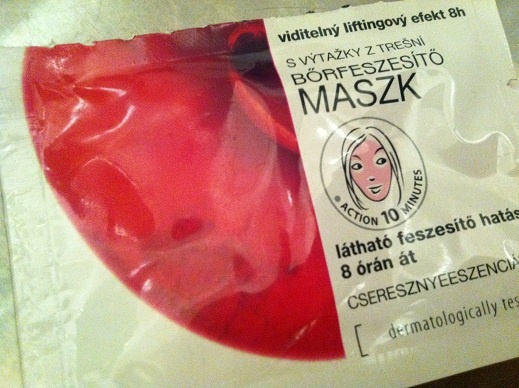 viditelný liftingový efekt 8h
S VÝTAŽKY Z TREŠNÍ
BŐRFESZESÍTŐ
MASZK
ACTION 10 MINUTES
látható feszesítő hatás
8 órán át
CSERESZNYEESZENCIÁ
dermatologically tes